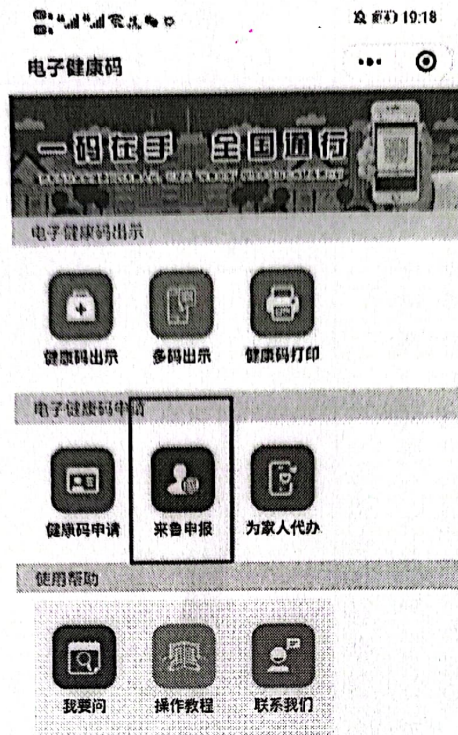 19:18
电子健康码
一码在手 全国通行
电子健康码出示
健康码出示 多码出示 健康码打印
电子健康码申请
健康码申请 来鲁申报 为家人代办
使用帮助
我要问 操作教程 联系我们